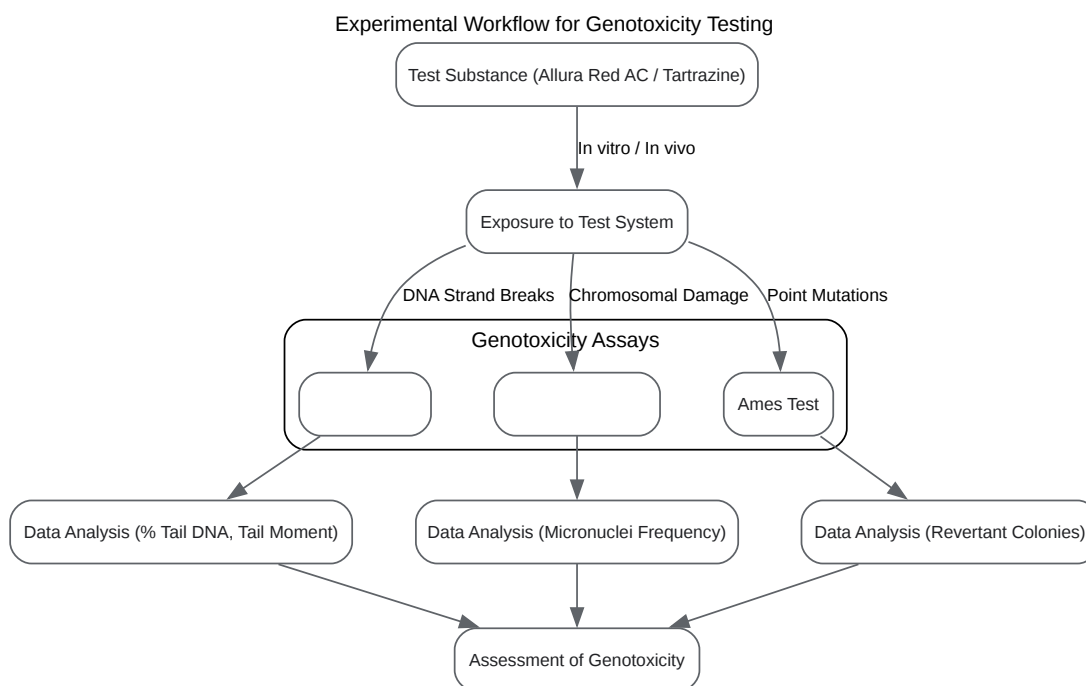 Experimental Workflow for Genotoxicity Testing
Test Substance (Allura Red AC / Tartrazine)
In vitro / In vivo
Exposure to Test System
DNA Strand Breaks
Chromosomal Damage
Point Mutations
Genotoxicity Assays
Ames Test
Data Analysis (% Tail DNA, Tail Moment)
Data Analysis (Micronuclei Frequency)
Data Analysis (Revertant Colonies)
Assessment of Genotoxicity